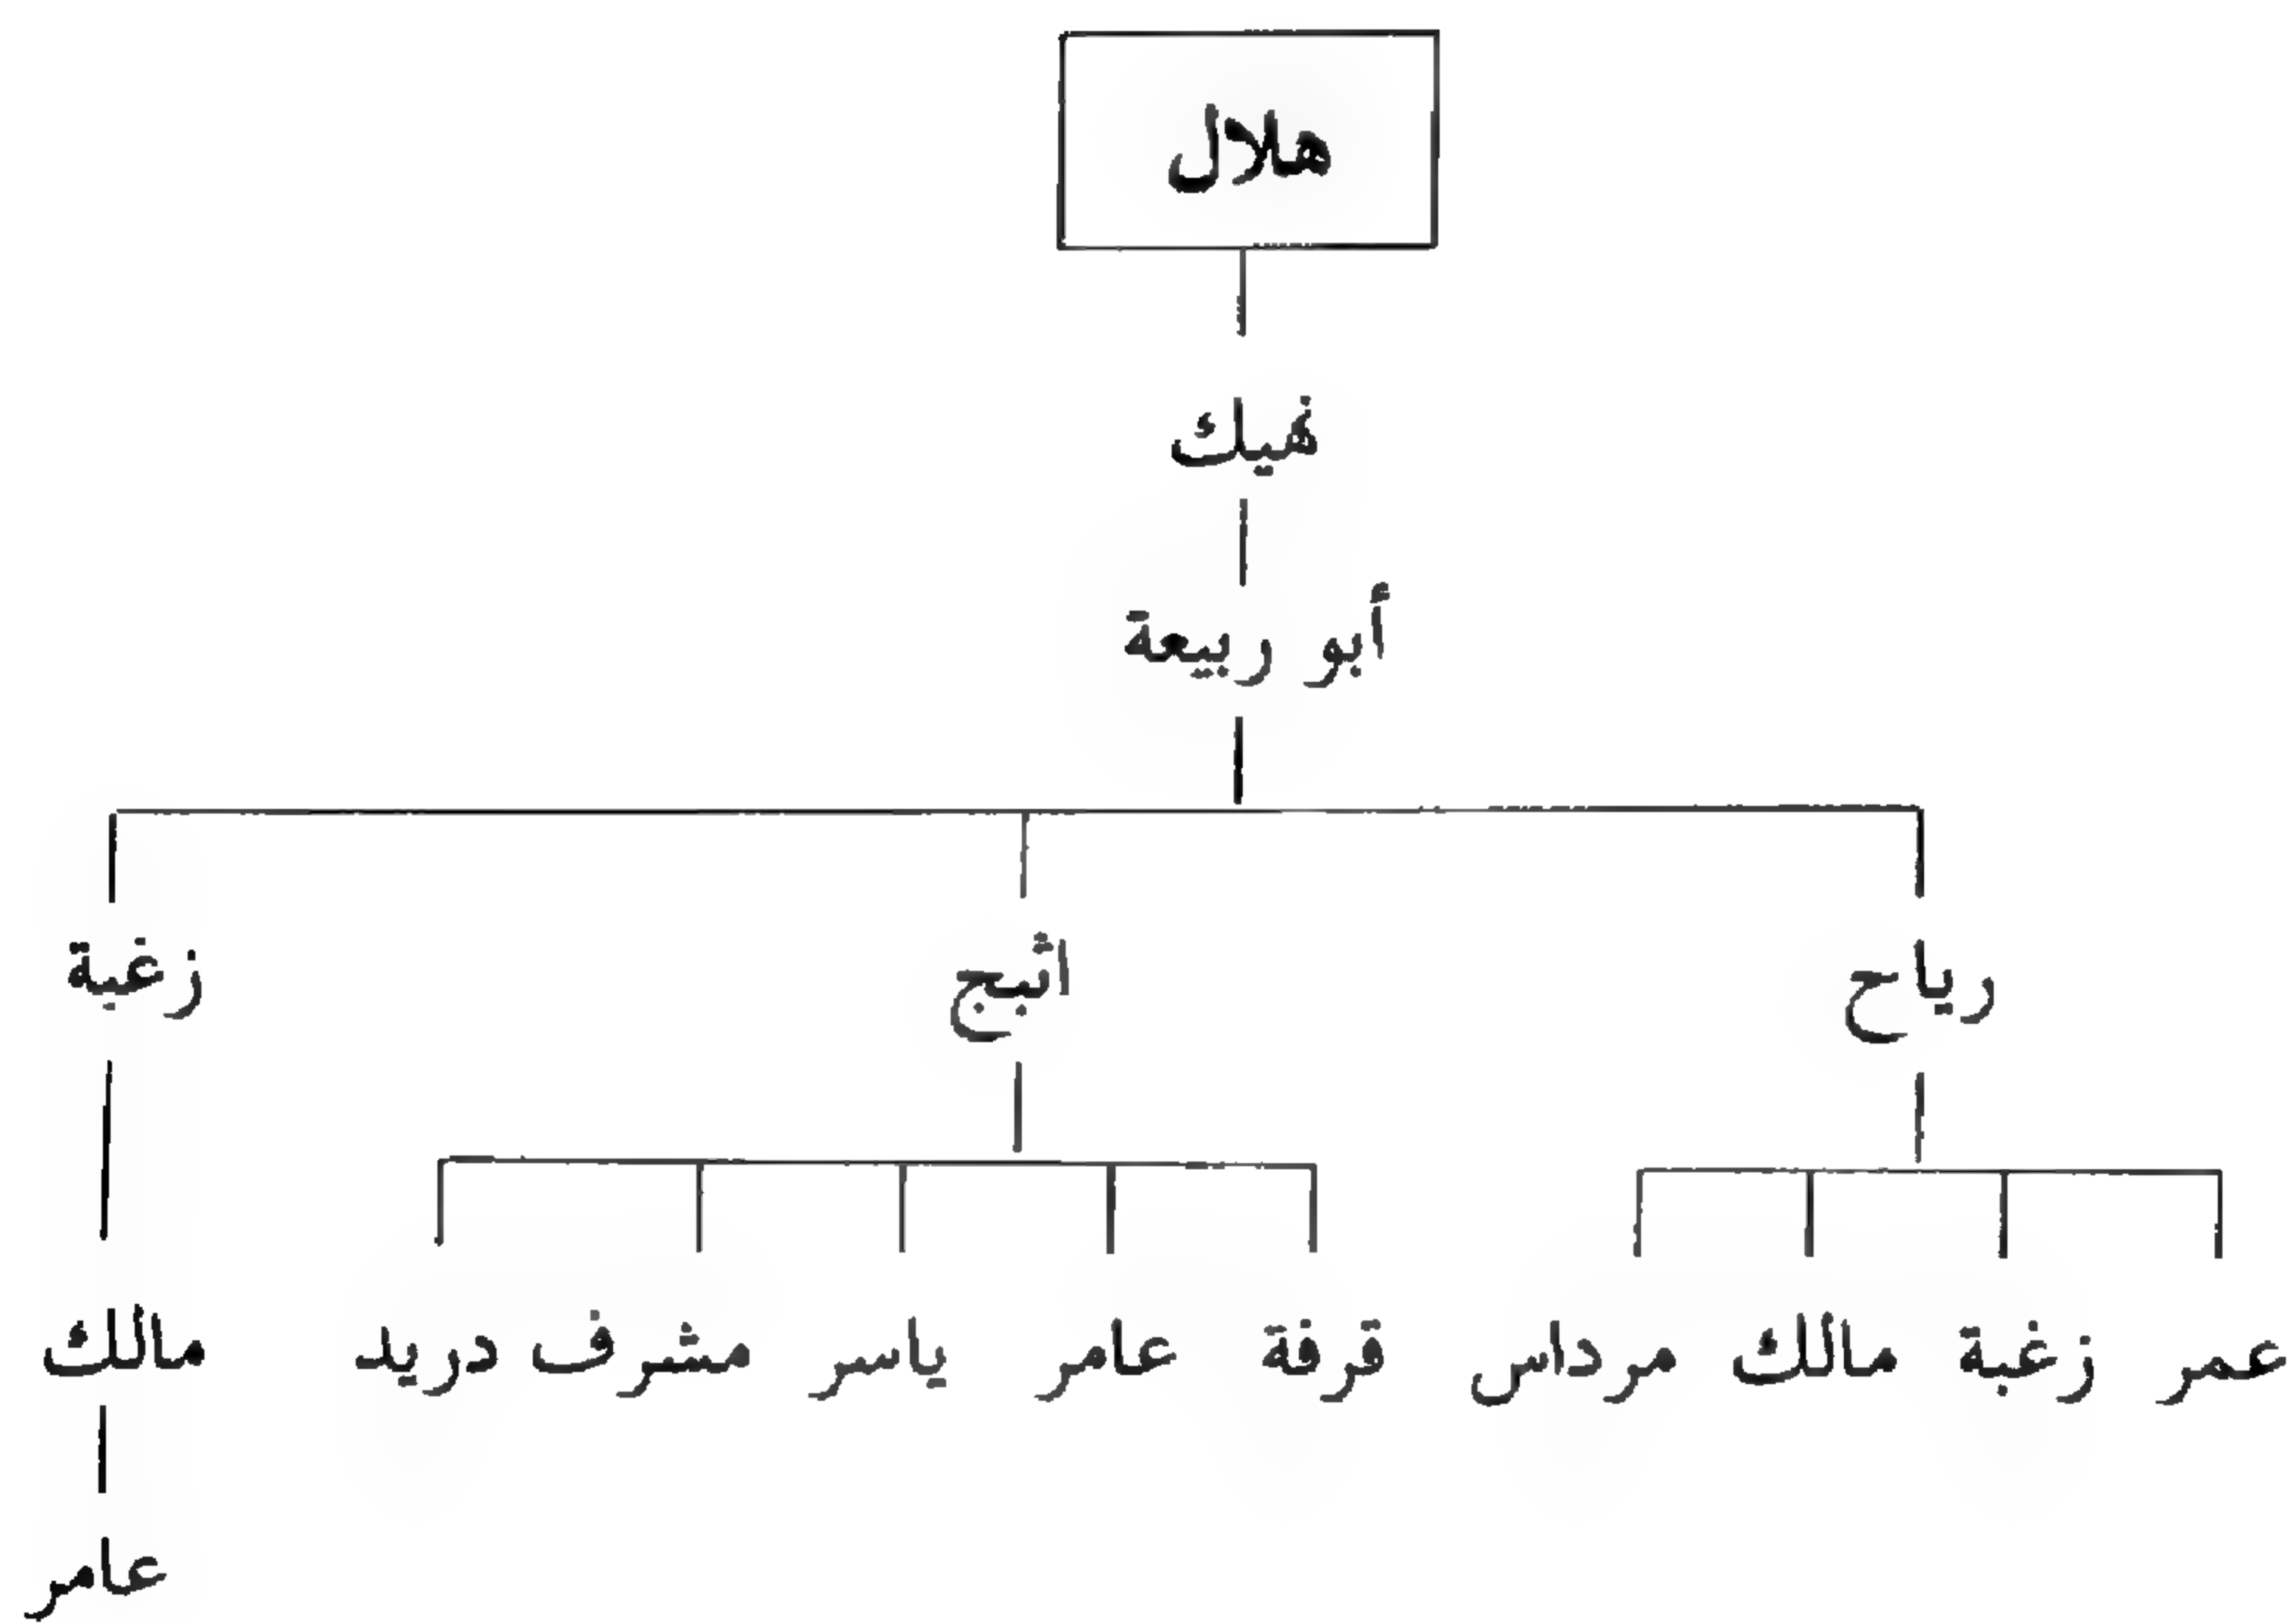 هلال
نهيك
أبو ربيعة
رياح اثبج زغبة
عمر زغبة مالك مرداس قرفة عامر ياسر مشرف دريد مالك
عامر